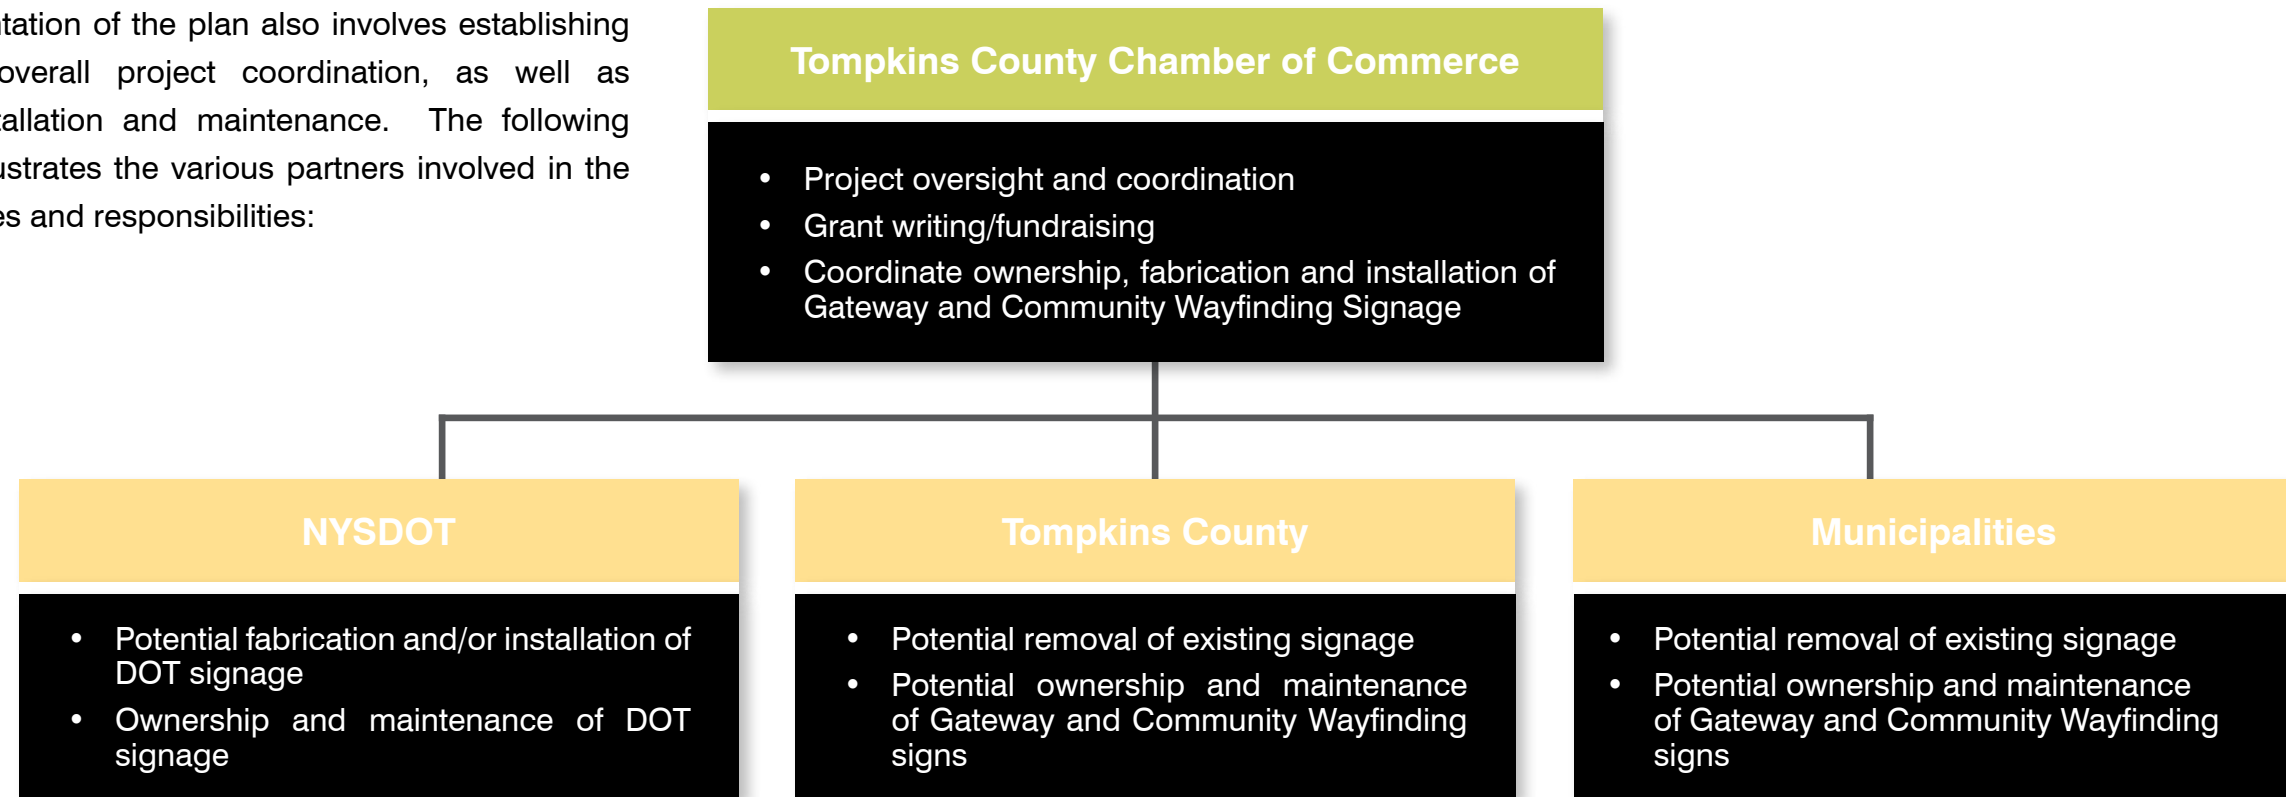 of the plan also involves establishing
overall project coordination, as well as
and maintenance. The following
the various partners involved in the
and responsibilities:
Tompkins County Chamber of Commerce
• Project oversight and coordination
• Grant writing/fundraising
• Coordinate ownership, fabrication and installation of
Gateway and Community Wayfinding Signage
NYSDOT
• Potential fabrication and/or installation of
DOT signage
• Ownership and maintenance of DOT
signage
Tompkins County
• Potential removal of existing signage
• Potential ownership and maintenance
of Gateway and Community Wayfinding
signs
Municipalities
• Potential removal of existing signage
• Potential ownership and maintenance
of Gateway and Community Wayfinding
signs